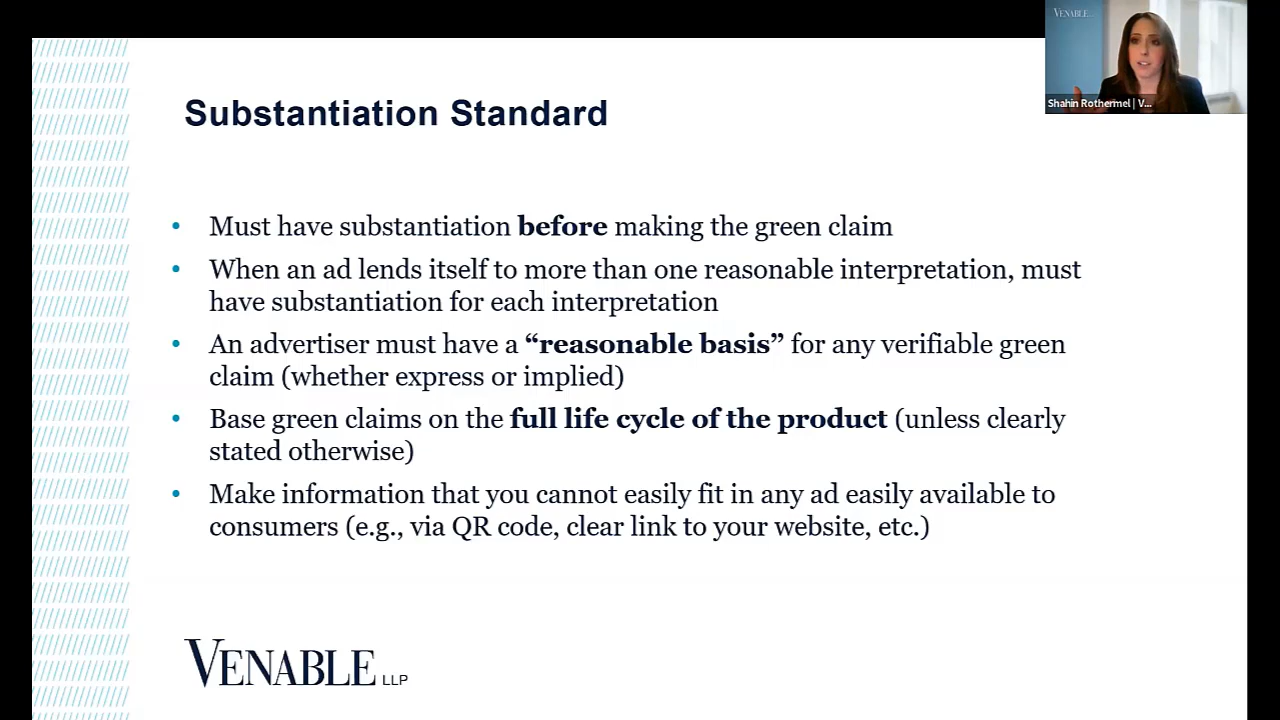 VENABLE
Shahin Rothermel | V...
Substantiation Standard
• Must have substantiation before making the green claim
• When an ad lends itself to more than one reasonable interpretation, must
have substantiation for each interpretation
• An advertiser must have a “reasonable basis” for any verifiable green
claim (whether express or implied)
• Base green claims on the full life cycle of the product (unless clearly
stated otherwise)
• Make information that you cannot easily fit in any ad easily available to
consumers (e.g., via QR code, clear link to your website, etc.)
VENABLE LLP